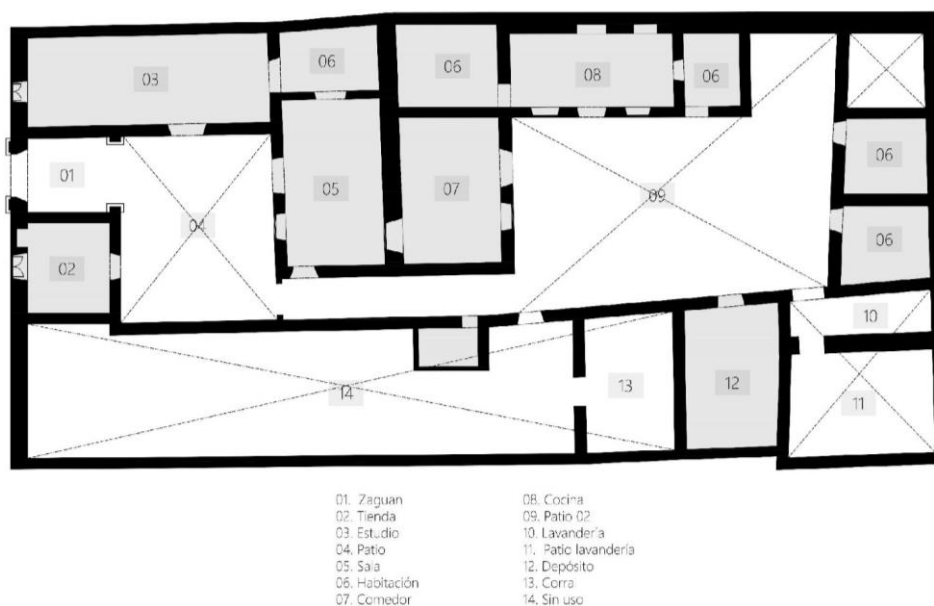 03
06
06
08
06
01
04
05
07
09
06
06
02
10
14
13
12
11
01. Zaguan
02. Tienda
03. Estudio
04. Patio
05. Sala
06. Habitación
07. Comedor
08. Cocina
09. Patio 02
10. Lavandería
11. Patio lavandería
12. Depósito
13. Corra
14. Sin uso